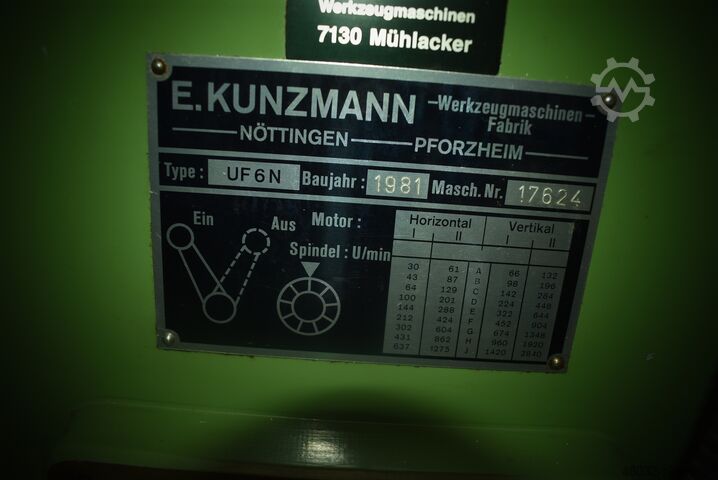 Werkzeugmaschinen
7130 Mühlacker
E.KUNZMANN -Werkzeugmaschinen-
Fabrik
NÖTTINGEN PFORZHEIM
Type: UF6N Baujahr: 1981 Masch.Nr. 17624
Ein Aus Motor: Horizontal Vertikal
I II I II
Spindel: U/min
30 61 A 66 132
43 87 B 98 196
64 129 C 142 284
100 201 D 224 448
144 288 E 322 644
212 424 F 452 904
302 604 G 674 1348
431 862 H 960 1920
637 1275 J 1420 2840